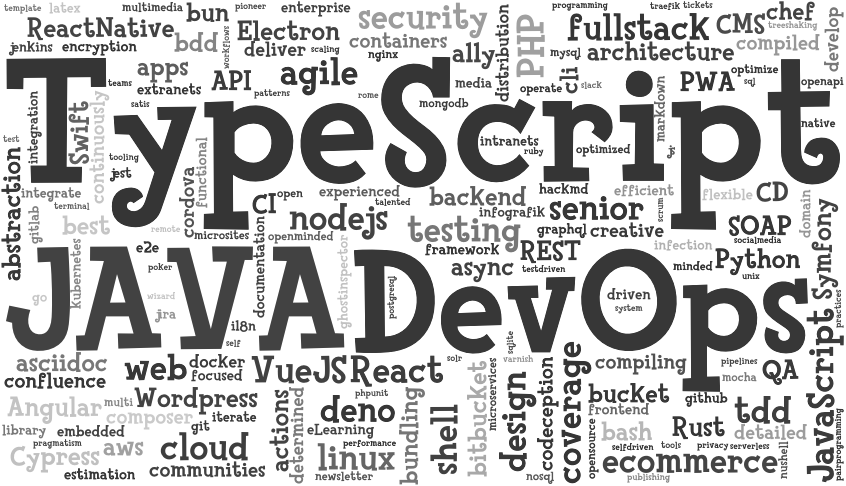 template latex multimedia bun pioneer enterprise security programming traefik tickets chef
ReactNative Electron distribution PHP fullstack CMS treeshaking develop
jenkins encryption bdd workflows deliver scaling containers nginx ally mysql architecture compiled
apps API agile media cli slack PWA optimize openapi
teams extranets patterns rome mongodb operate markdown sql
satis
TypeScript
integration Swift continuously native
test tooling intranets ruby optimized js
jest functional
abstraction integrate cordova CI open experienced talented backend hackmd efficient scrum flexible CD domain
terminal gitlab best remote microsites nodejs infografik senior SOAP Symfony
openminded testing graphql creative socialmedia
e2e documentation framework REST infection
kubernetes poker ghostinspector async testdriven minded Python
unix
JAVA DevOps
go wizard postgresql driven practices
jra system
il8n
self sqlite
asciidoc docker VueJS React solr varnish compiling pipelines QA JavaScript
confluence web focused microservices mocha
Angular multi Wordpress actions determined phpunit bundling bitbucket design codeception coverage bucket github tdd
composer iterate deno shell frontend
library embedded git eLearning opensource bash Rust detailed
pragmatism performance selfdriven tools privacy serverless nushell pairprogramming
Cypress aws cloud linux ecommerce
estimation communities newsletter nosql publishing